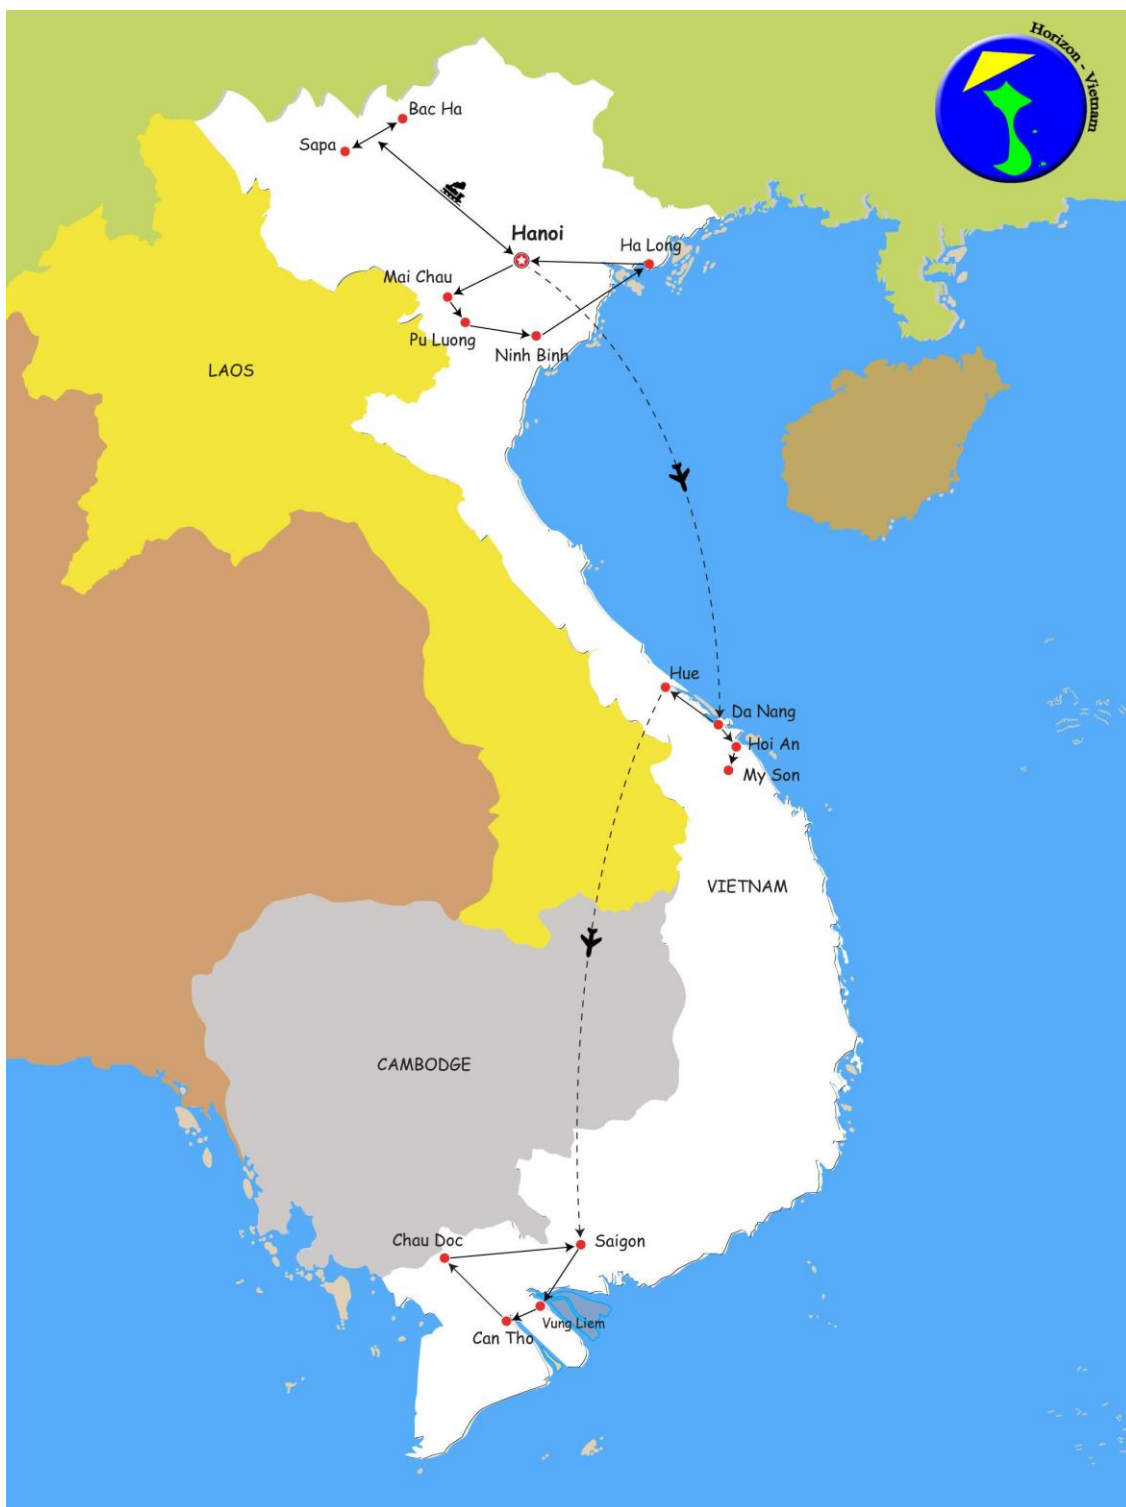 Horizon - Vietnam
Bac Ha
Sapa
Hanoi
Ha Long
Mai Chau
Pu Luong
Ninh Binh
LAOS
Hue
Da Nang
Hoi An
My Son
VIETNAM
CAMBODGE
Chau Doc
Saigon
Vung Liem
Can Tho